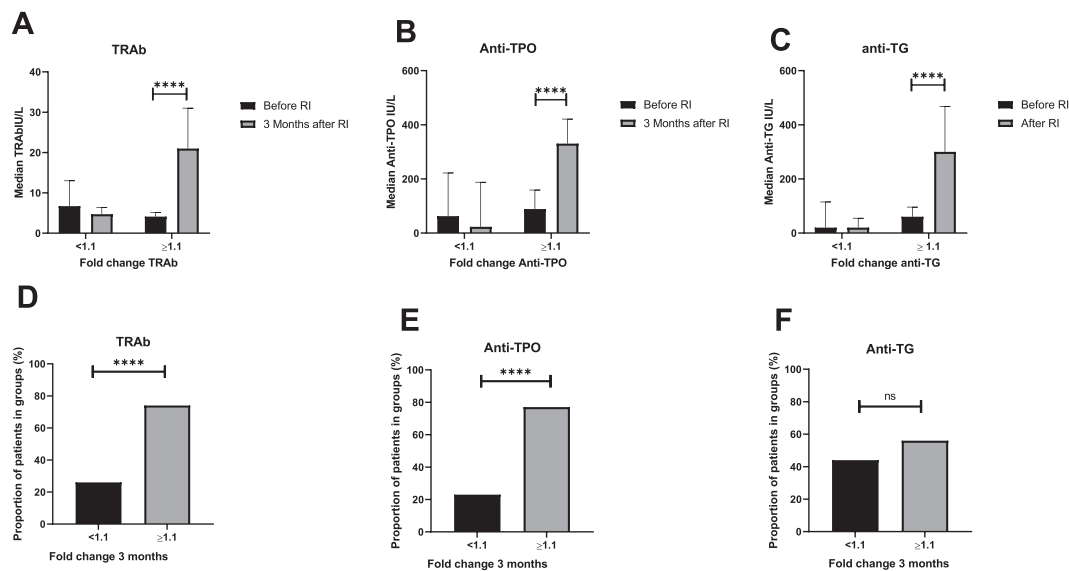 A
TRAb
Median TRAbIU/L
40
30
20
10
0
****
<1.1
≥1.1
Fold change TRAb
Before RI
3 Months after RI
B
Anti-TPO
Median Anti-TPO IU/L
600
400
200
0
****
<1.1
≥1.1
Fold change Anti-TPO
Before RI
3 Months after RI
C
anti-TG
Median Anti-TG IU/L
600
400
200
0
****
<1.1
≥ 1.1
Fold change anti-TG
Before RI
After RI
D
TRAb
Proportion of patients in groups (%)
100
80
60
40
20
0
****
<1.1
≥1.1
Fold change 3 months
E
Anti-TPO
Proportion of patients in groups (%)
100
80
60
40
20
0
****
<1.1
≥1.1
Fold change 3 months
F
Anti-TG
Proportion of patients in groups (%)
100
80
60
40
20
0
ns
<1.1
≥1.1
Fold change 3 months